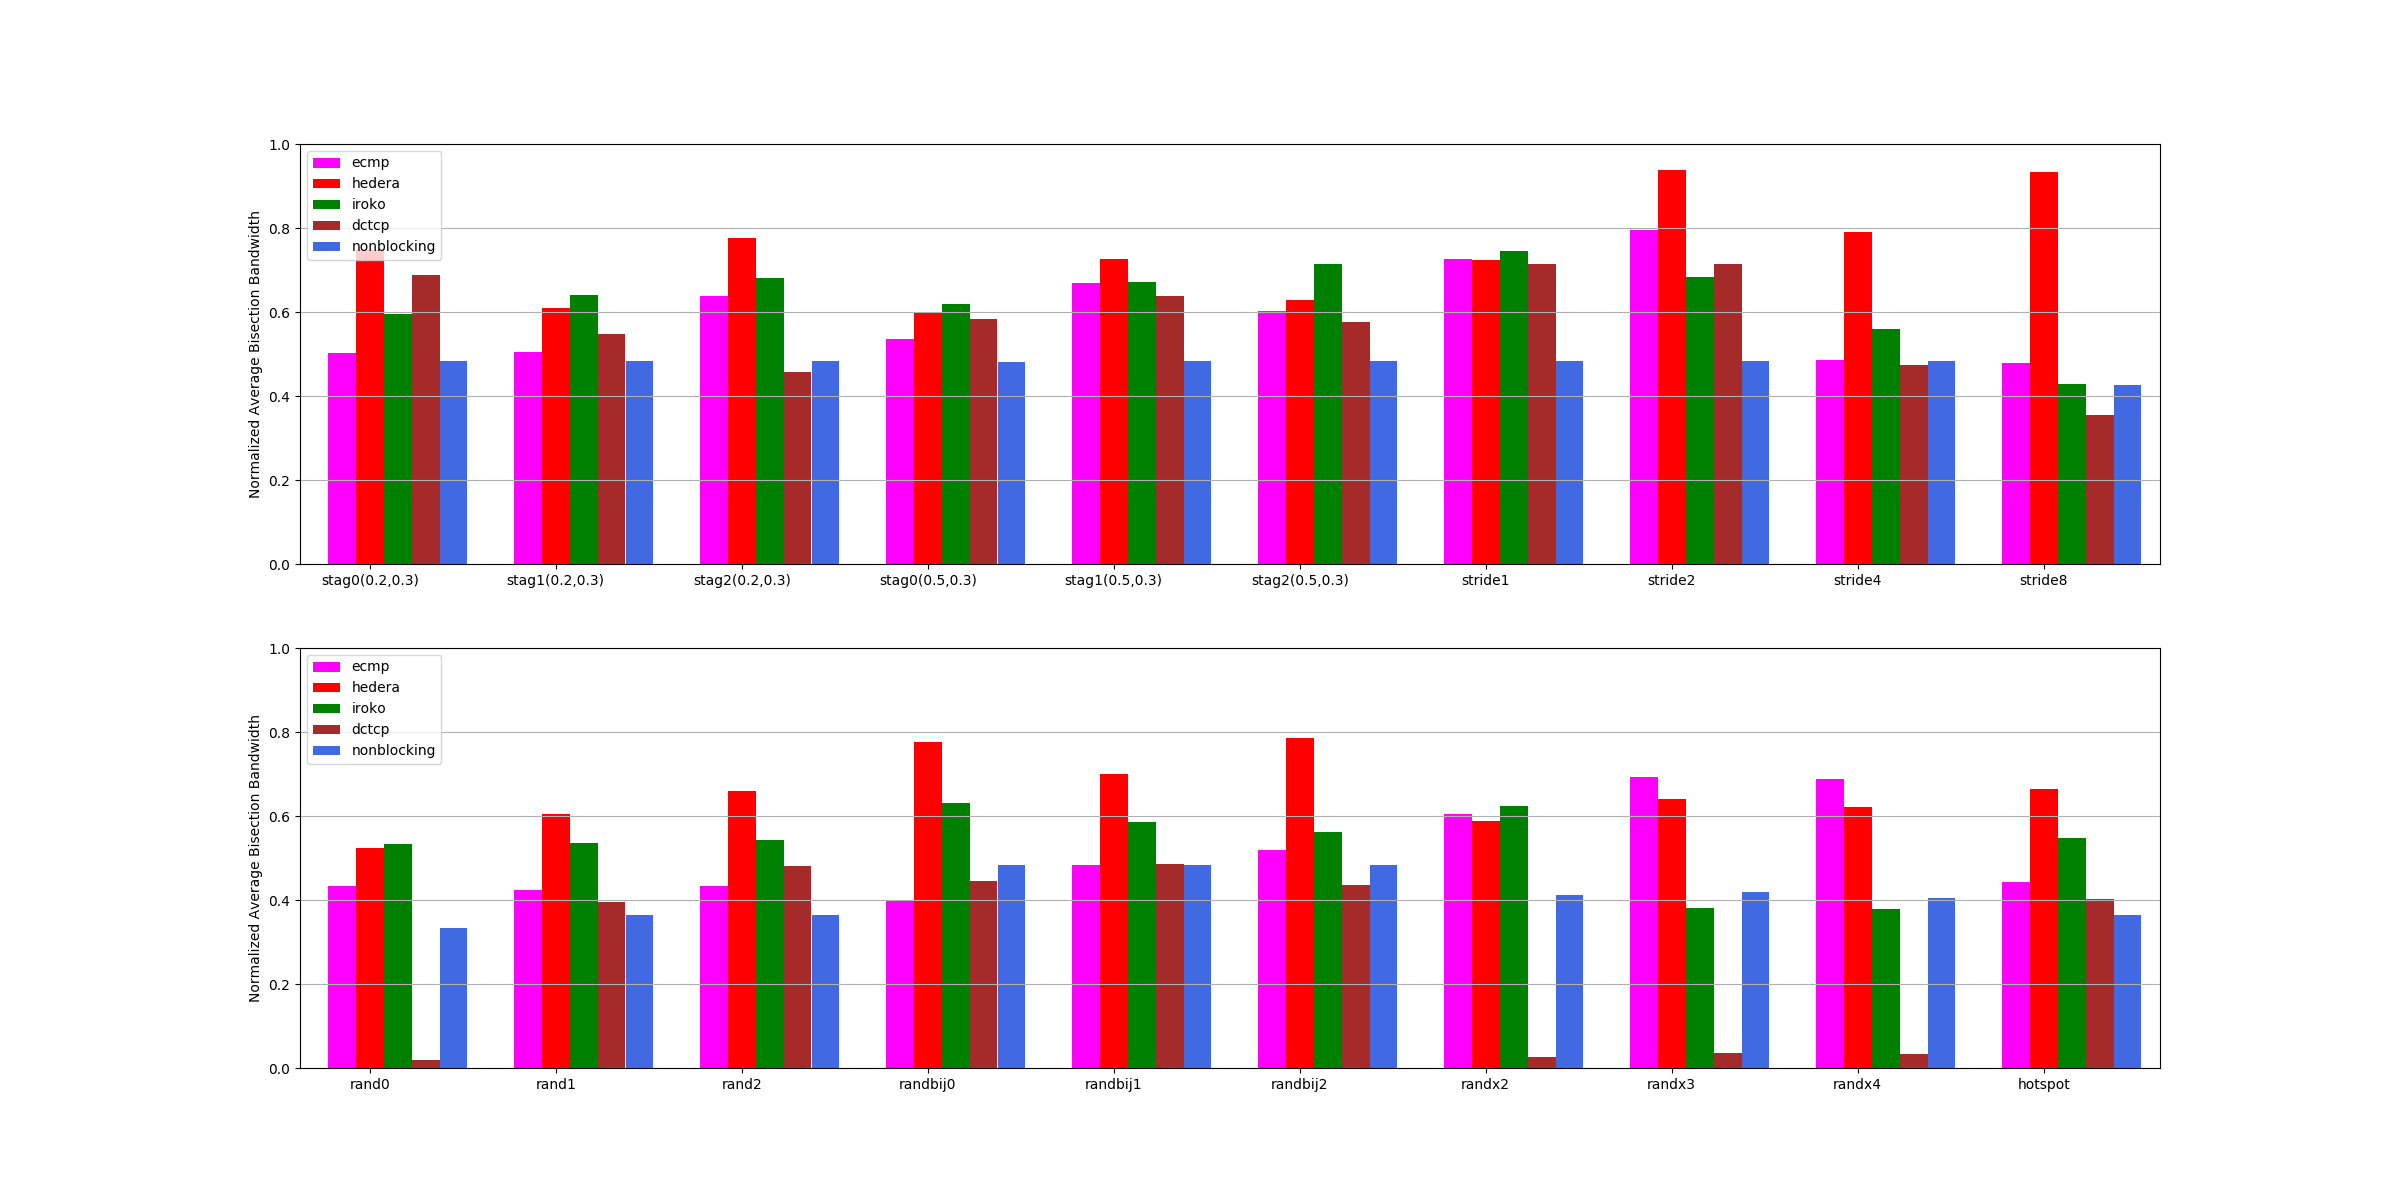 Normalized Average Bisection Bandwidth
1.0
0.8
0.6
0.4
0.2
0.0
ecmp
hedera
iroko
dctcp
nonblocking
stag0(0.2,0.3) stag1(0.2,0.3) stag2(0.2,0.3) stag0(0.5,0.3) stag1(0.5,0.3) stag2(0.5,0.3) stride1 stride2 stride4 stride8
Normalized Average Bisection Bandwidth
1.0
0.8
0.6
0.4
0.2
0.0
ecmp
hedera
iroko
dctcp
nonblocking
rand0 rand1 rand2 randbij0 randbij1 randbij2 randx2 randx3 randx4 hotspot